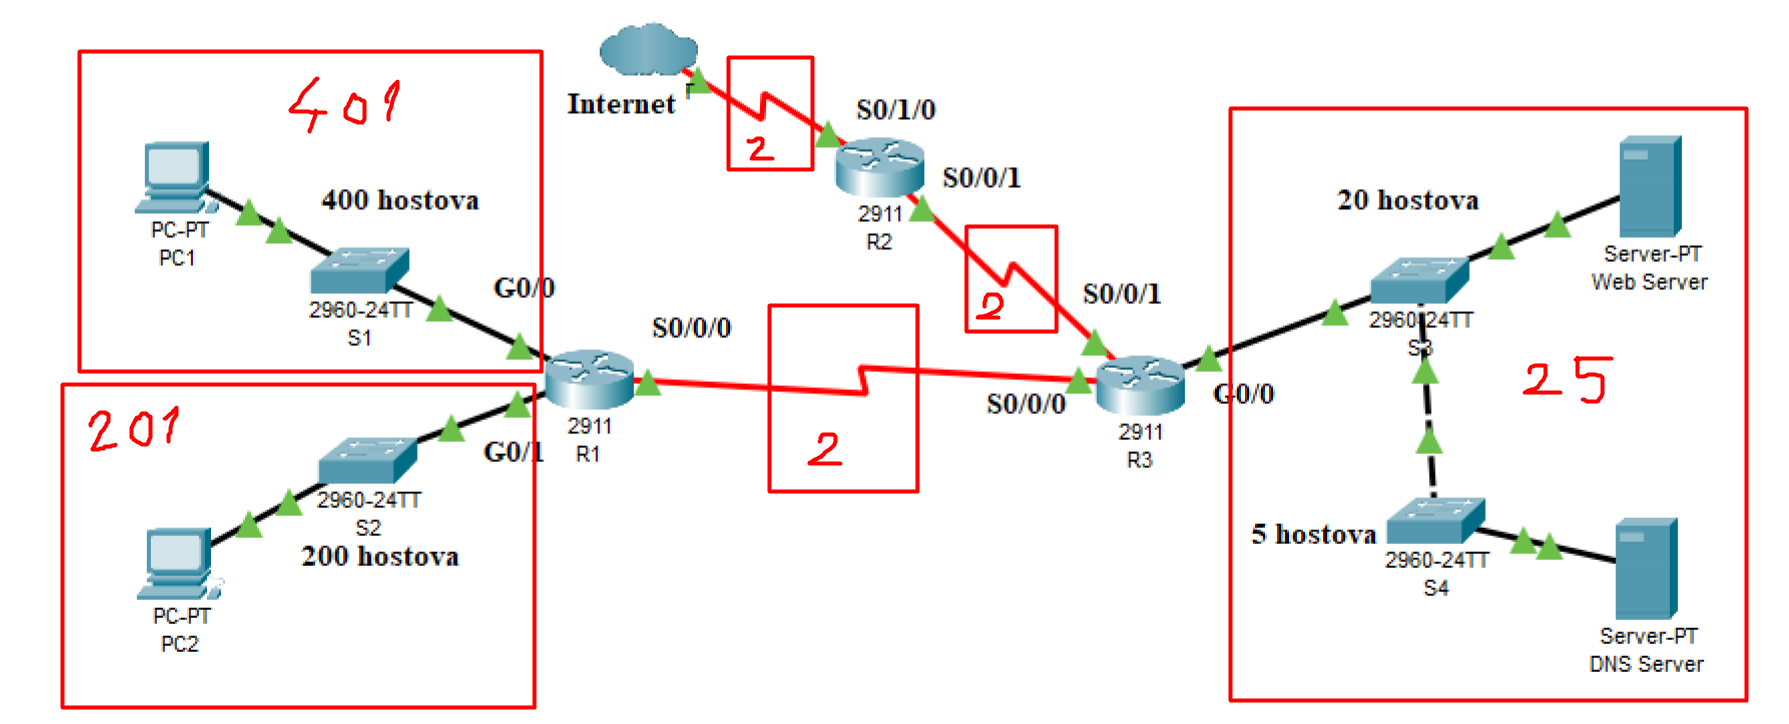 401
Internet
S0/1/0
2
S0/0/1
2911
R2
400 hostova
PC-PT
PC1
2960-24TT
S1
G0/0
20 hostova
Server-PT
Web Server
2960-24TT
S3
S0/0/1
2
S0/0/0
2911
R1
2
S0/0/0
2911
R3
G0/0
25
201
G0/1
2960-24TT
S2
200 hostova
PC-PT
PC2
5 hostova
2960-24TT
S4
Server-PT
DNS Server